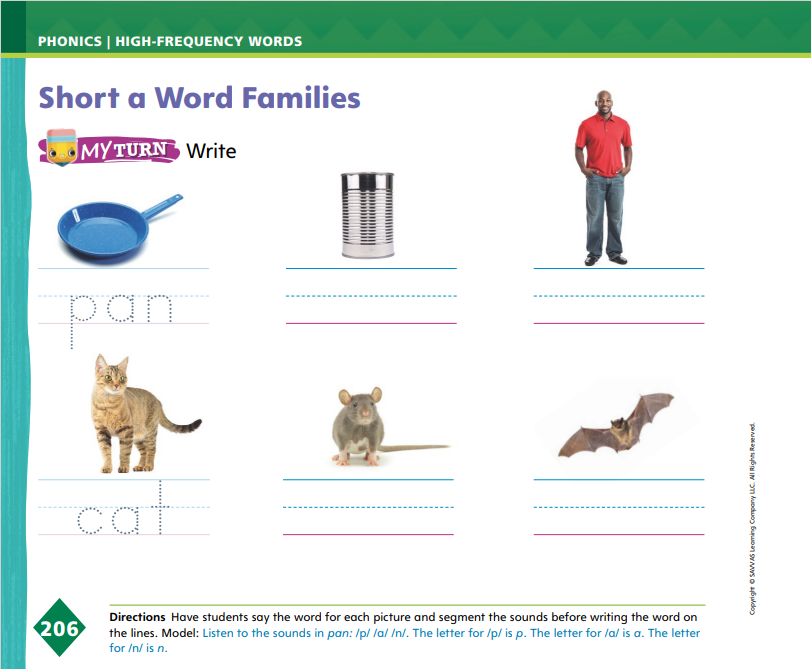 PHONICS | HIGH-FREQUENCY WORDS
Short a Word Families
MY TURN Write
pan
cat
Copyright © SAVVAS Learning Company LLC. All Rights Reserved.
206
Directions Have students say the word for each picture and segment the sounds before writing the word on
the lines. Model: Listen to the sounds in pan: /p/ /a/ /n/. The letter for /p/ is p. The letter for /a/ is a. The letter
for /n/ is n.